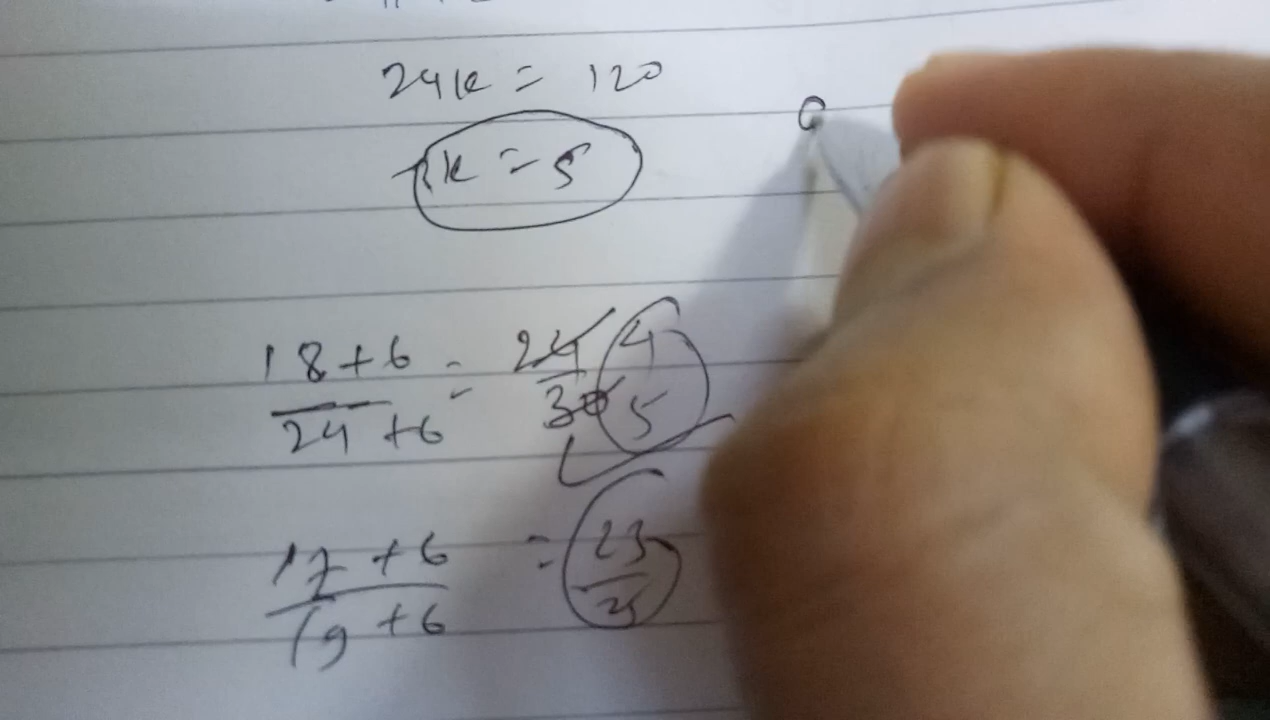 24k = 120
k = 5
18+6 = 24 4
24+6 30 5
17+6 = 23
19+6 25